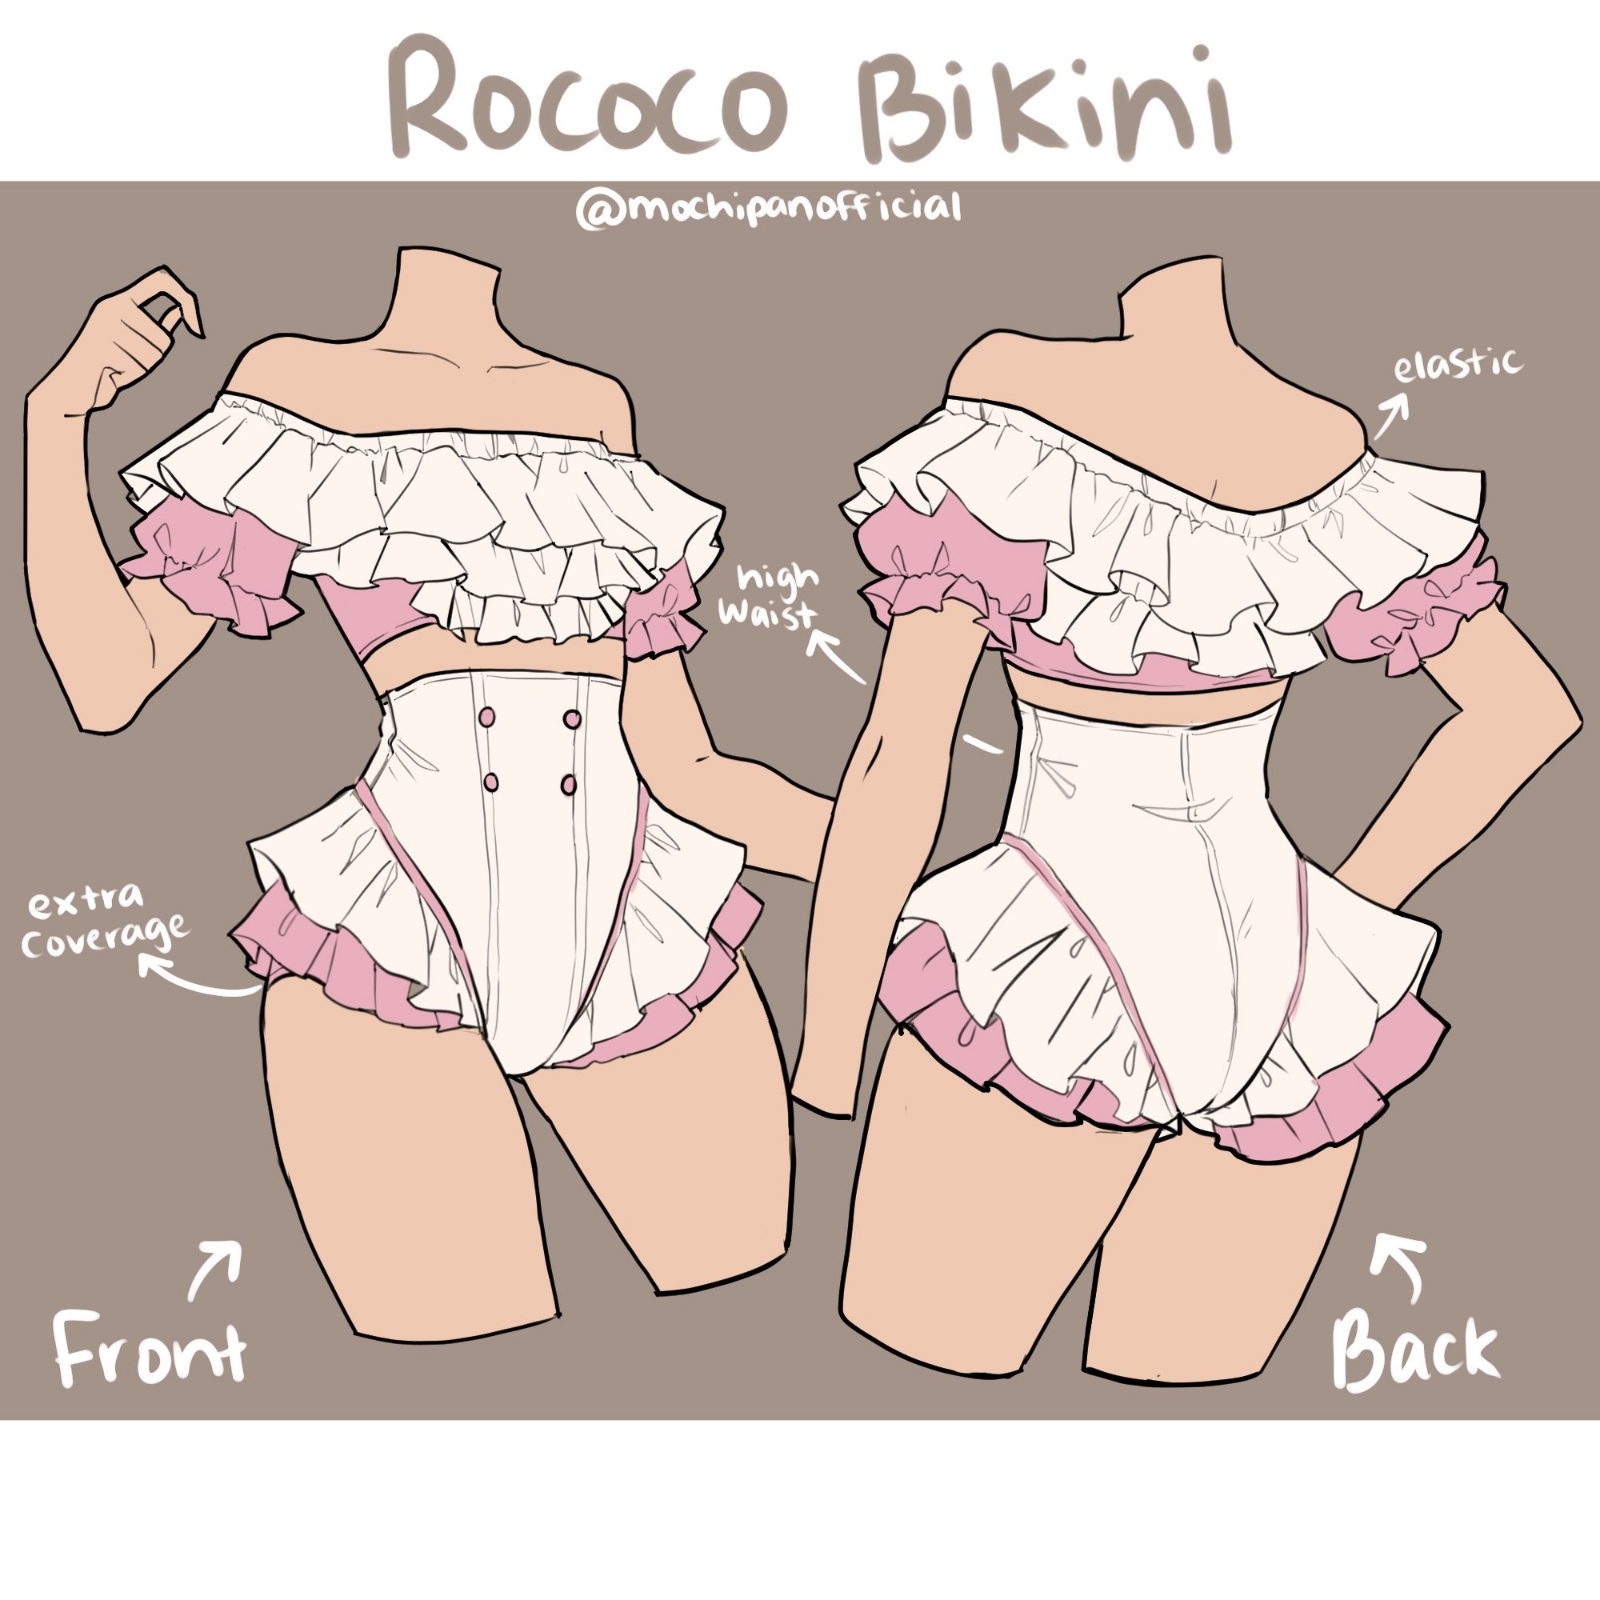 Rococo Bikini
@mochipanofficial
elastic
high
waist
extra
coverage
Front
Back